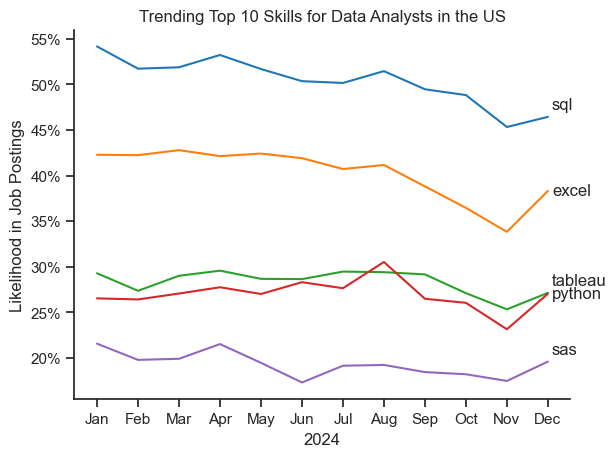 Trending Top 10 Skills for Data Analysts in the US
55%
50%
45%
40%
35%
30%
25%
20%
Likelihood in Job Postings
sql
excel
tableau
python
sas
Jan Feb Mar Apr May Jun Jul Aug Sep Oct Nov Dec
2024